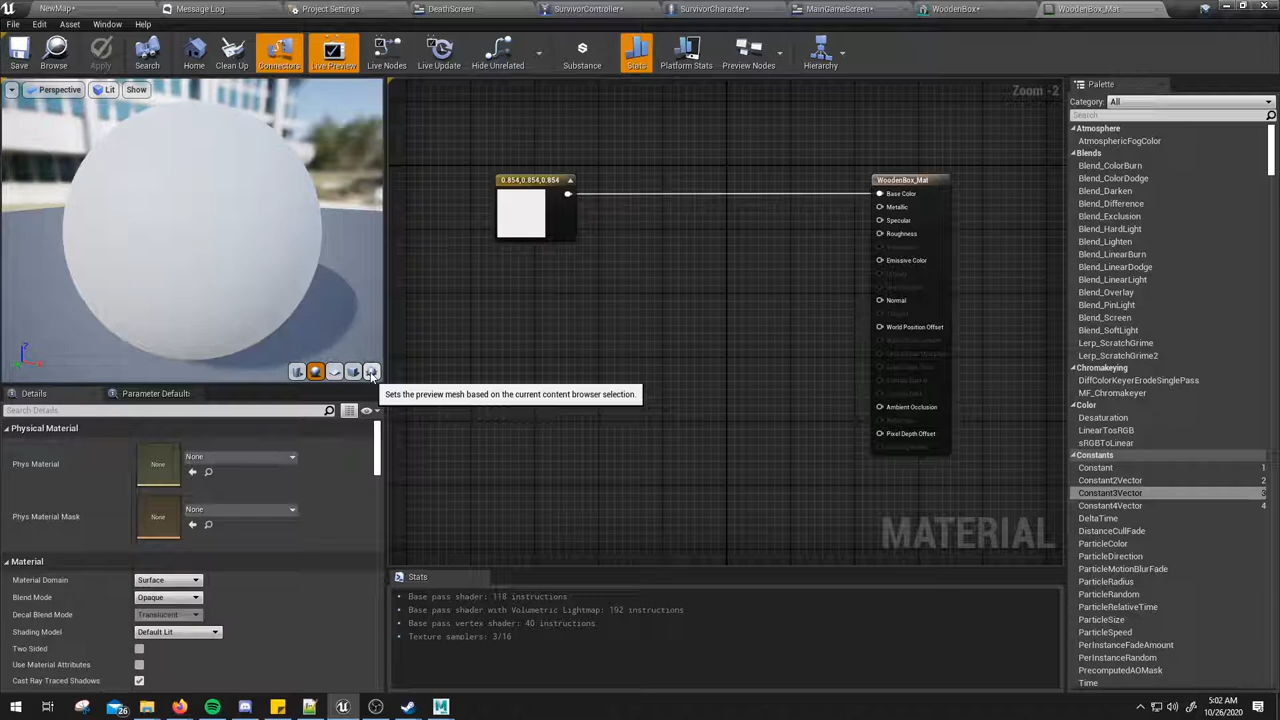 NewMap•
Message Log
Project Settings
DeathScreen
SurvivorController•
SurvivorCharacter•
MainGameScreen•
WoodenBox•
WoodenBox_Mat
File Edit Asset Window Help
Save Browse Apply Search Home Clean Up Connectors Live Preview Live Nodes Live Update Hide Unrelated Substance Stats Platform Stats Preview Nodes Hierarchy
Perspective Lit Show
Zoom -2
Palette
Category: All
Search
Atmosphere
AtmosphericFogColor
Blends
Blend_ColorBurn
Blend_ColorDodge
Blend_Darken
Blend_Difference
Blend_Exclusion
Blend_HardLight
Blend_Lighten
Blend_LinearBurn
Blend_LinearDodge
Blend_LinearLight
Blend_Overlay
Blend_PinLight
Blend_Screen
Blend_SoftLight
Lerp_ScratchGrime
Lerp_ScratchGrime2
Chromakeying
DiffColorKeyerErodeSinglePass
MF_Chromakeyer
Color
Desaturation
LinearTosRGB
sRGBToLinear
Constants
Constant 1
Constant2Vector 2
Constant3Vector 3
Constant4Vector 4
DeltaTime
DistanceCullFade
ParticleColor
ParticleDirection
ParticleMotionBlurFade
ParticleRadius
ParticleRandom
ParticleRelativeTime
ParticleSize
ParticleSpeed
PerInstanceFadeAmount
PerInstanceRandom
PrecomputedAOMask
Time
0.854,0.854,0.854
WoodenBox_Mat
Base Color
Metallic
Specular
Roughness
Emissive Color
Normal
World Position Offset
Ambient Occlusion
Pixel Depth Offset
MATERIAL
Sets the preview mesh based on the current content browser selection.
Details
Parameter Defaults
Search Details
Physical Material
Phys Material None None
Phys Material Mask None None
Material
Material Domain Surface
Blend Mode Opaque
Decal Blend Mode Translucent
Shading Model Default Lit
Two Sided
Use Material Attributes
Cast Ray Traced Shadows
Stats
Base pass shader: 118 instructions
Base pass shader with Volumetric Lightmap: 192 instructions
Base pass vertex shader: 40 instructions
Texture samplers: 3/16
26
5:02 AM
10/26/2020